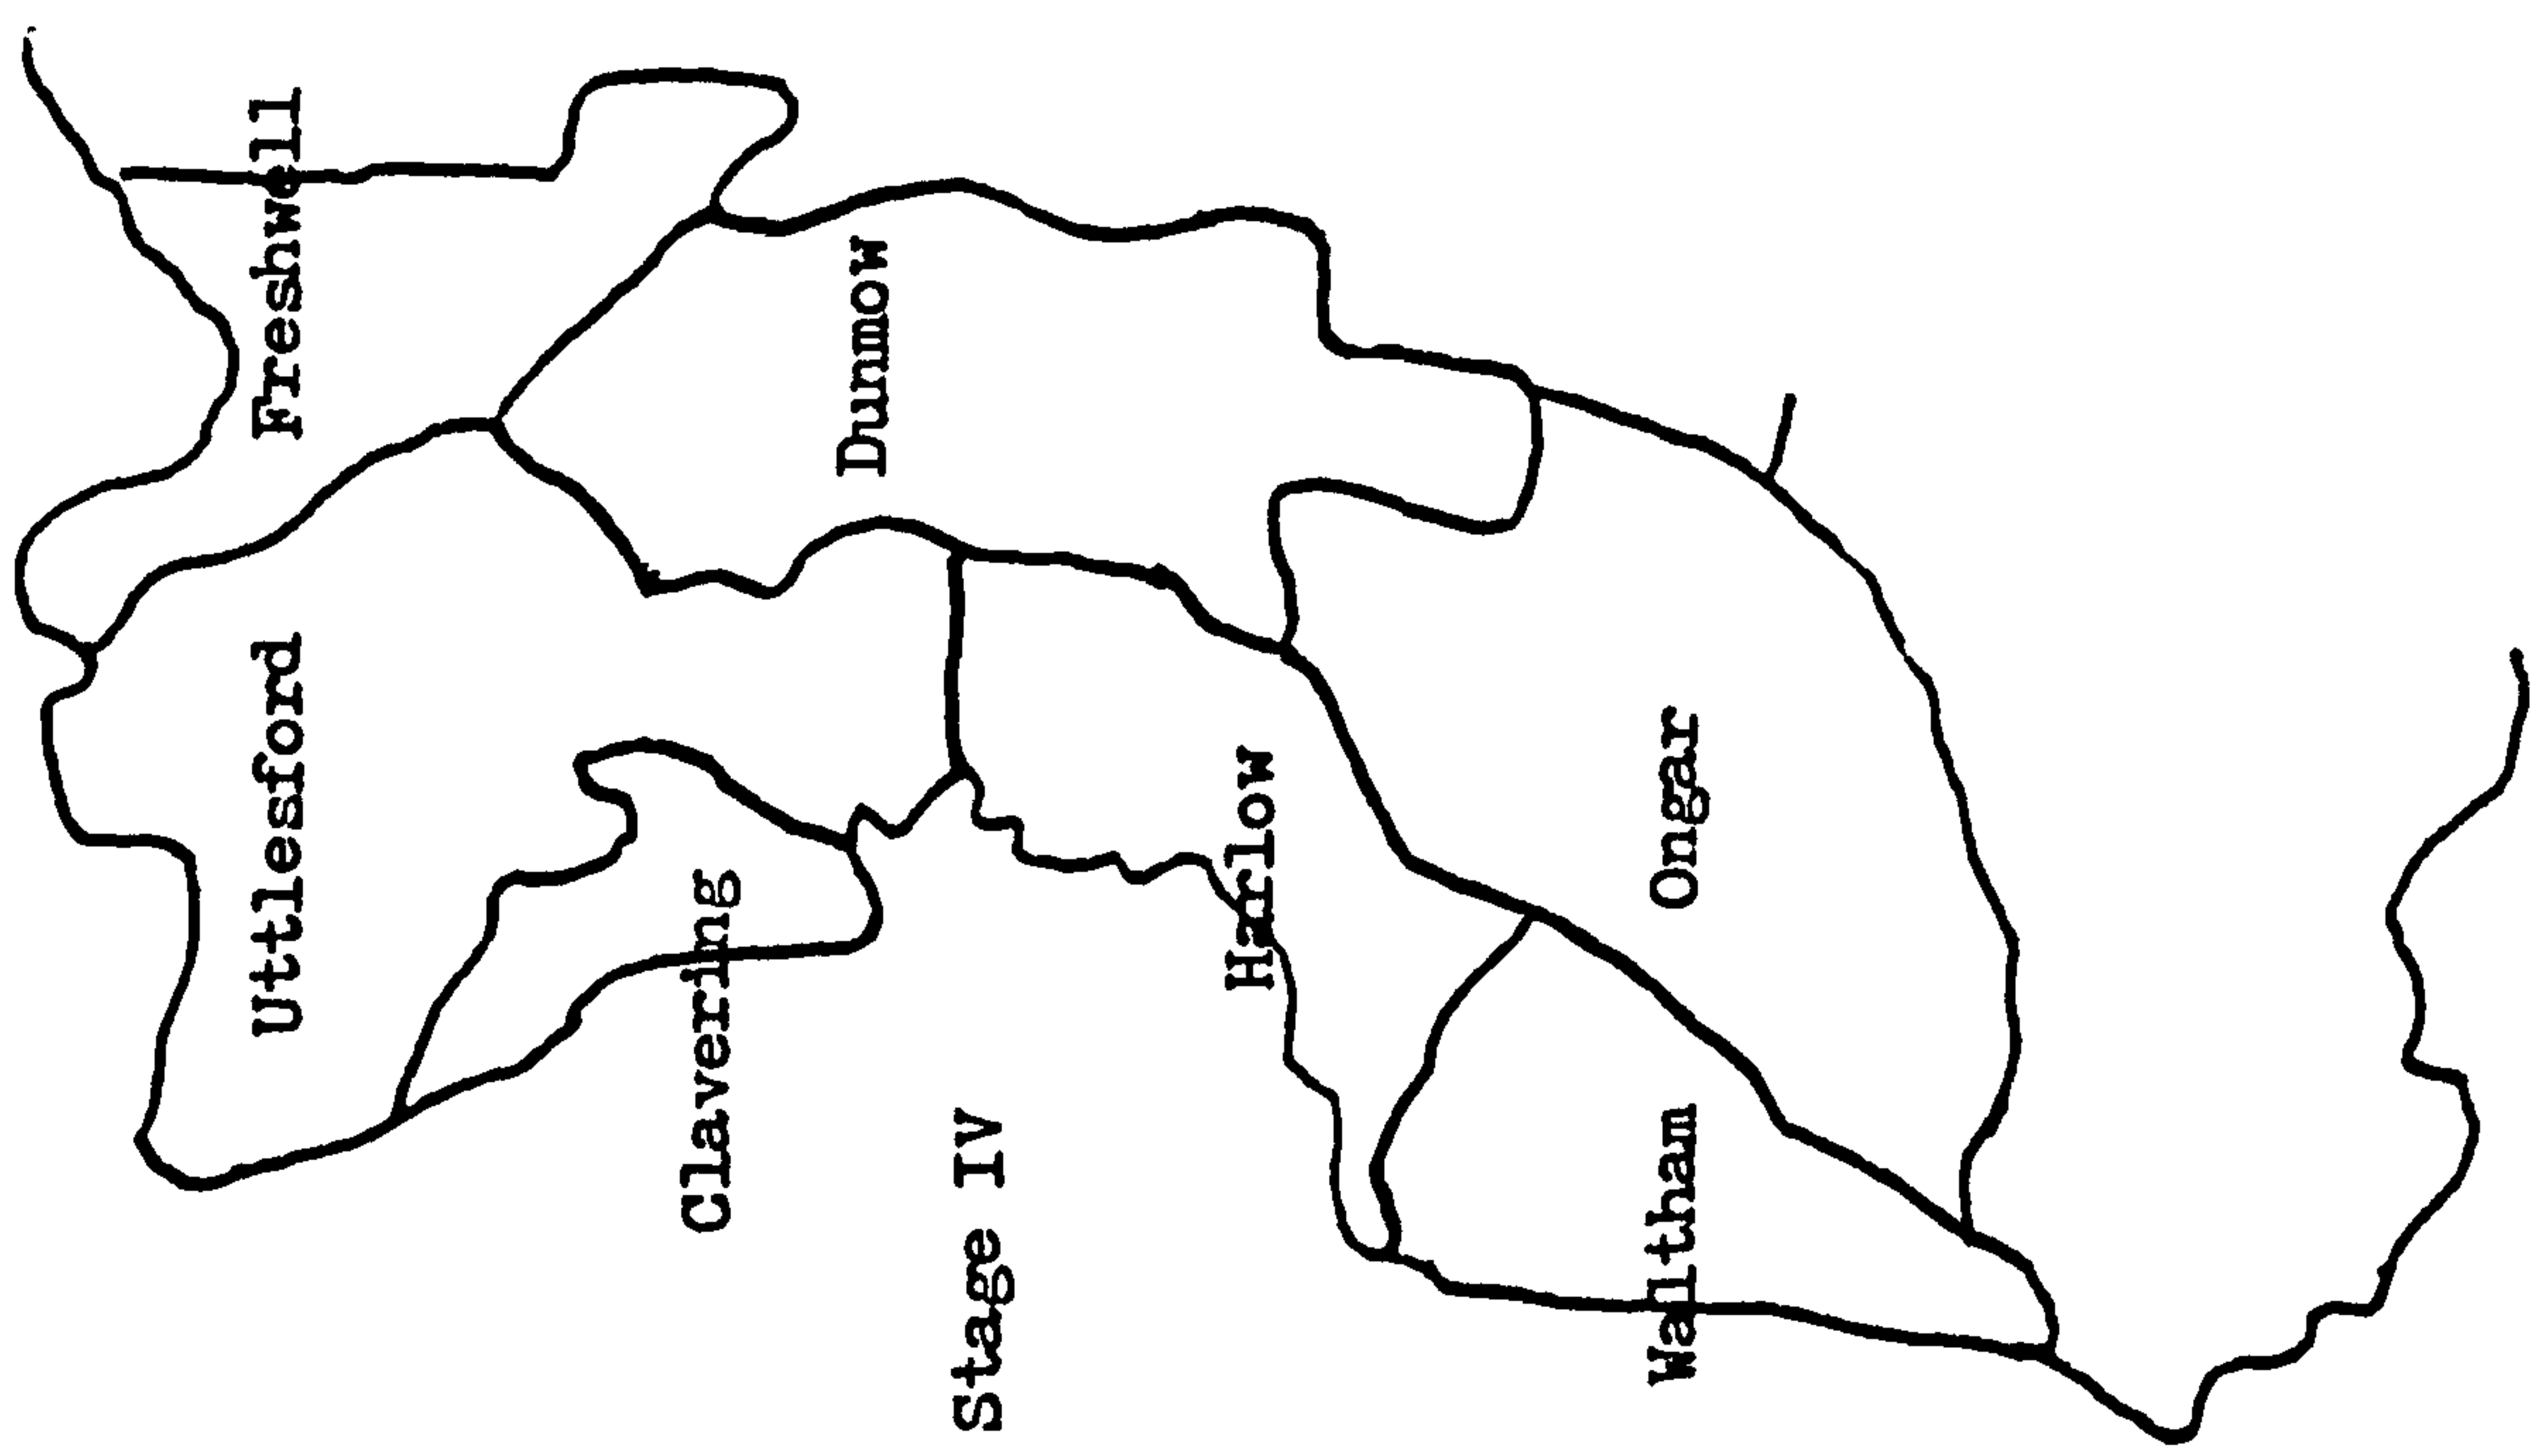 Uttlesford Freshwell
Clavering
Dunmow
Stage IV
Harlow
Waltham Ongar